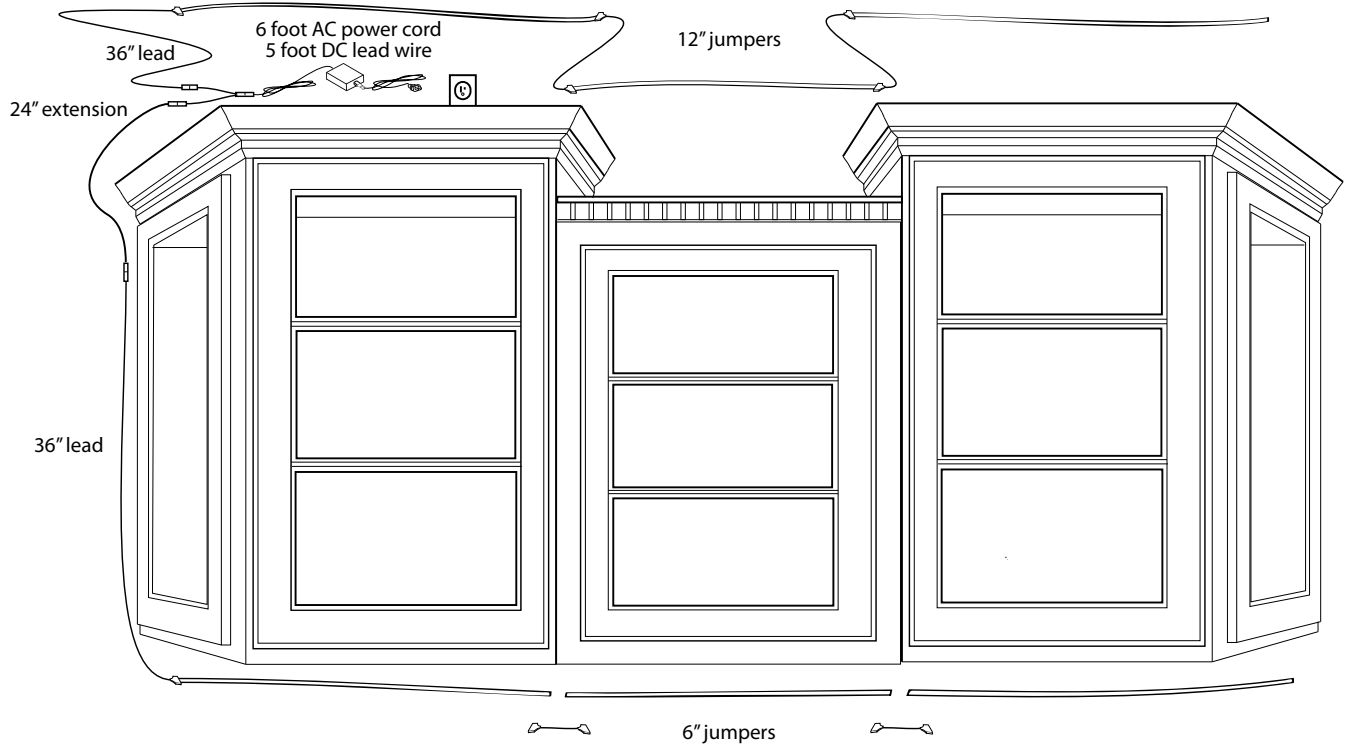 6 foot AC power cord
5 foot DC lead wire
12” jumpers
36” lead
24” extension
36” lead
6” jumpers